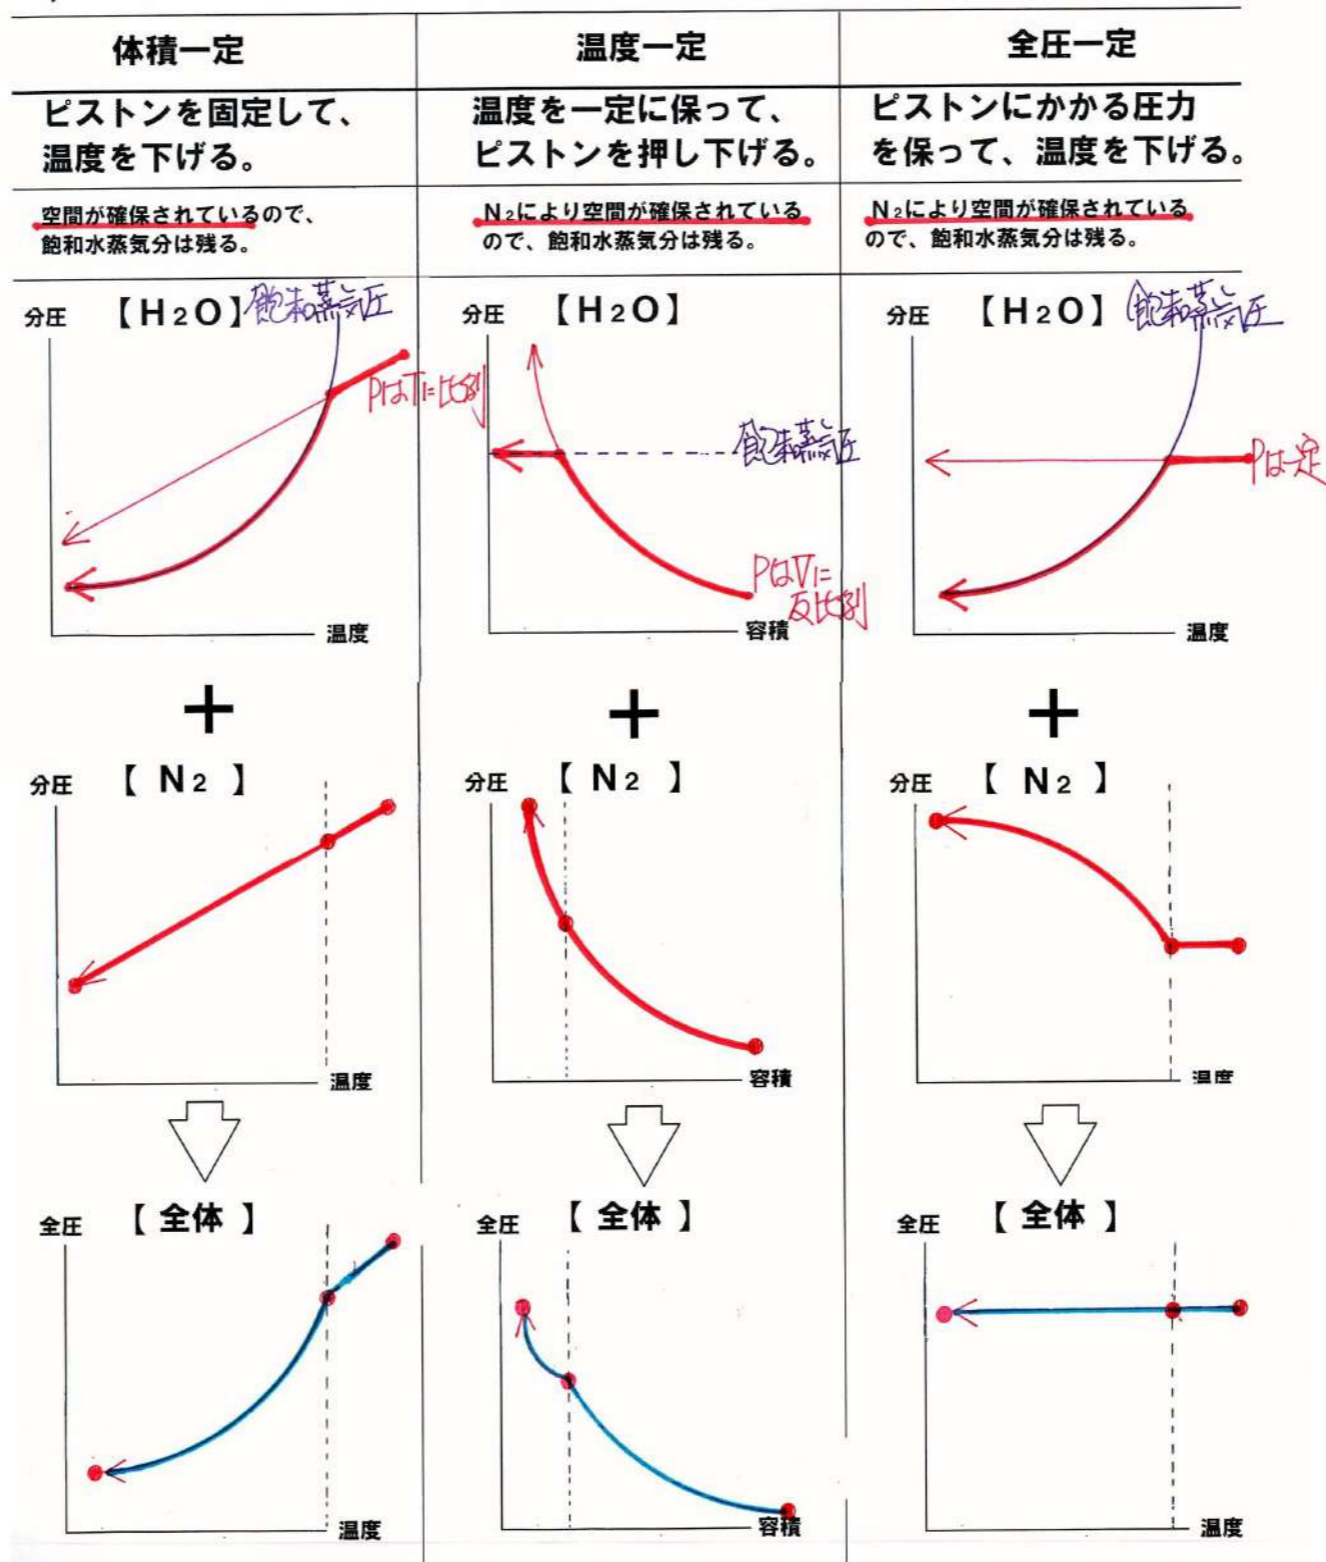 体積一定
温度一定
全圧一定
ピストンを固定して、
温度を下げる。
温度を一定に保って、
ピストンを押し下げる。
ピストンにかかる圧力
を保って、温度を下げる。
空間が確保されているので、
飽和水蒸気分は残る。
N2により空間が確保されている
ので、飽和水蒸気分は残る。
N2により空間が確保されている
ので、飽和水蒸気分は残る。
分圧 【H2O】 飽和蒸気圧
PはTに比例
温度
分圧 【H2O】
飽和蒸気圧
PはVに
反比例
容積
分圧 【H2O】 飽和蒸気圧
Pは一定
温度
+
+
+
分圧 【 N2 】
温度
分圧 【 N2 】
容積
分圧 【 N2 】
温度
全圧 【 全体 】
温度
全圧 【 全体 】
容積
全圧 【 全体 】
温度